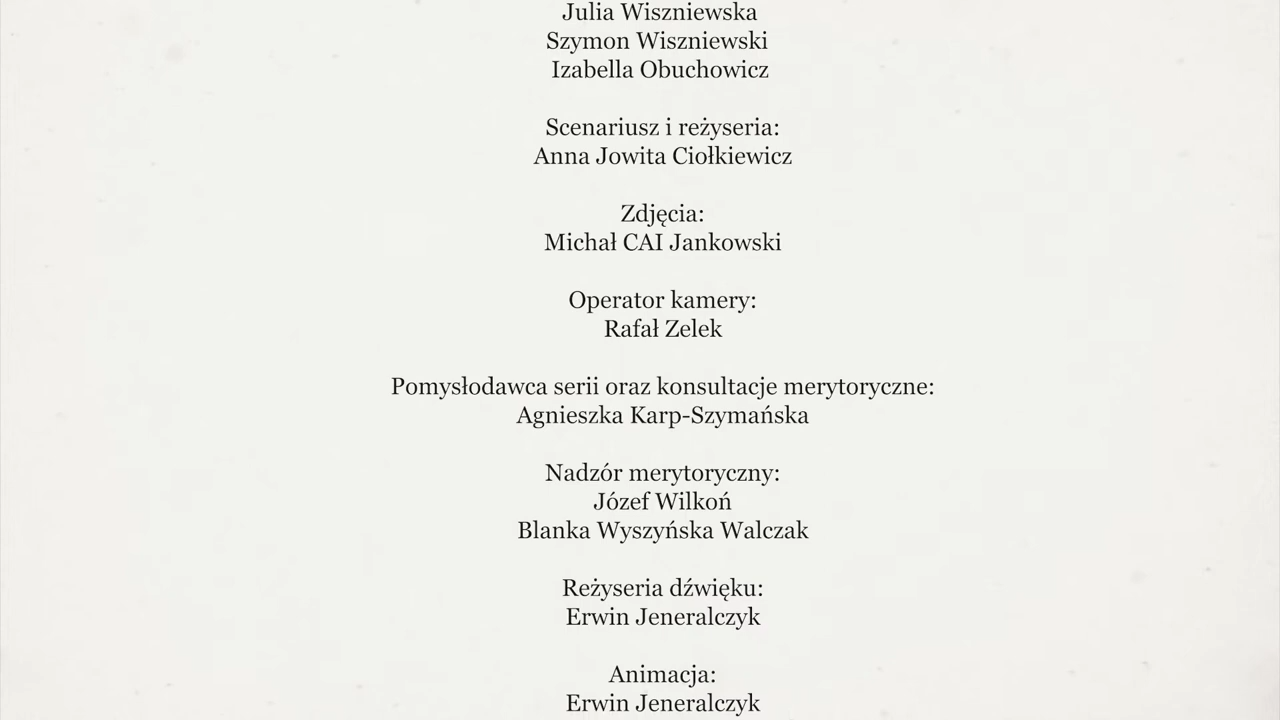 Julia Wiszniewska
Szymon Wiszniewski
Izabella Obuchowicz
Scenariusz i reżyseria:
Anna Jowita Ciołkiewicz
Zdjęcia:
Michał CAI Jankowski
Operator kamery:
Rafał Zelek
Pomysłodawca serii oraz konsultacje merytoryczne:
Agnieszka Karp-Szymańska
Nadzór merytoryczny:
Józef Wilkoń
Blanka Wyszyńska Walczak
Reżyseria dźwięku:
Erwin Jeneralczyk
Animacja:
Erwin Jeneralczyk